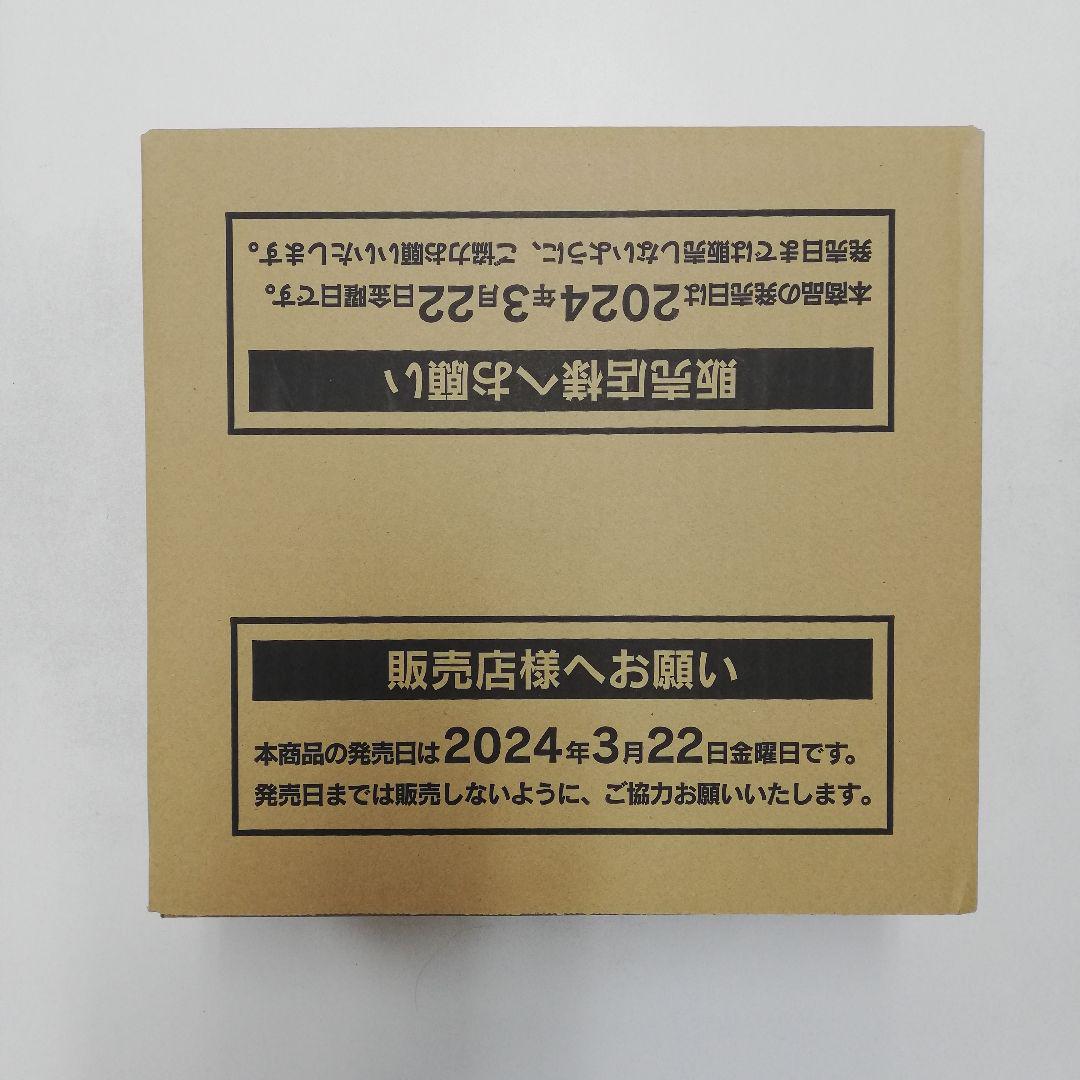 販売店様へお願い
本商品の発売日は2024年3月22日金曜日です。
発売日までは販売しないように、ご協力お願いいたします。
販売店様へお願い
本商品の発売日は2024年3月22日金曜日です。
発売日までは販売しないように、ご協力お願いいたします。